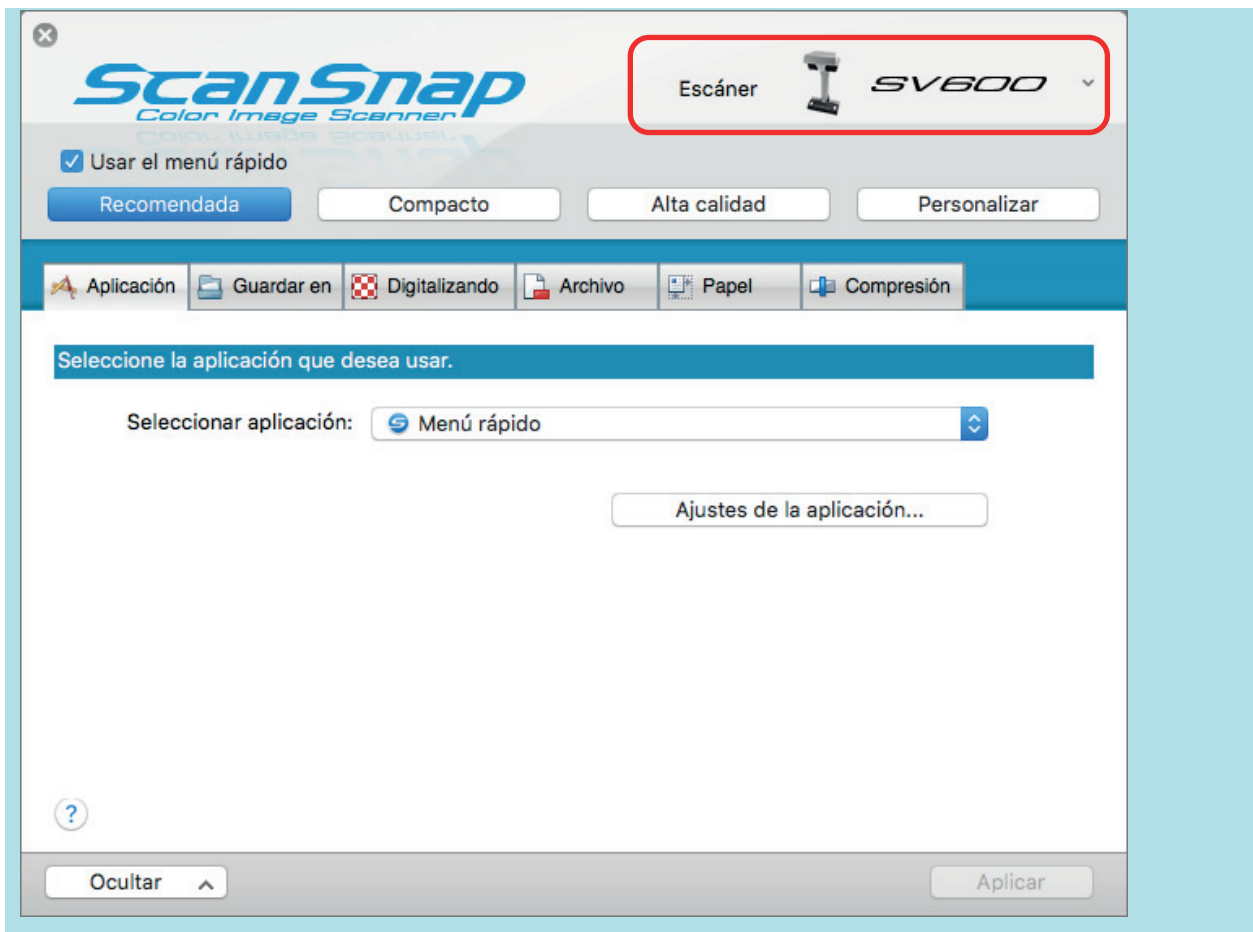 ScanSnap
Color Image Scanner
Escáner SV600
Usar el menú rápido
Recomendada Compacto Alta calidad Personalizar
Aplicación Guardar en Digitalizando Archivo Papel Compresión
Seleccione la aplicación que desea usar.
Seleccionar aplicación: Menú rápido
Ajustes de la aplicación...
?
Ocultar Aplicar